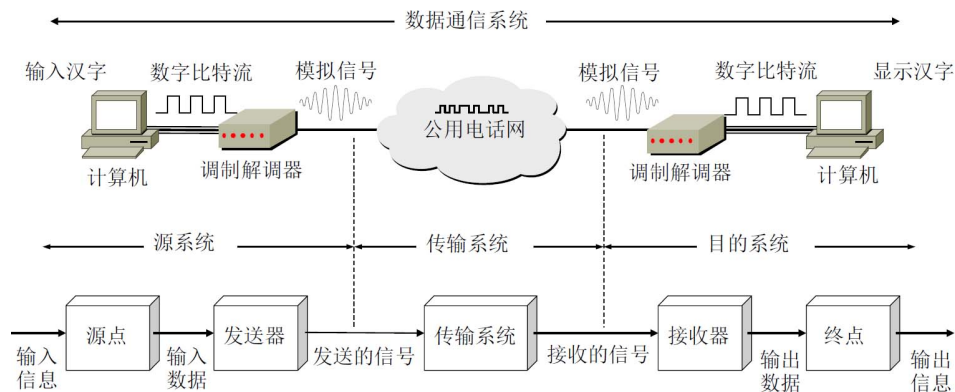 数据通信系统
输入汉字
数字比特流
模拟信号
模拟信号
数字比特流
显示汉字
公用电话网
计算机
调制解调器
调制解调器
计算机
源系统
传输系统
目的系统
源点
发送器
传输系统
接收器
终点
输入
信息
输入
数据
发送的信号
接收的信号
输出
数据
输出
信息